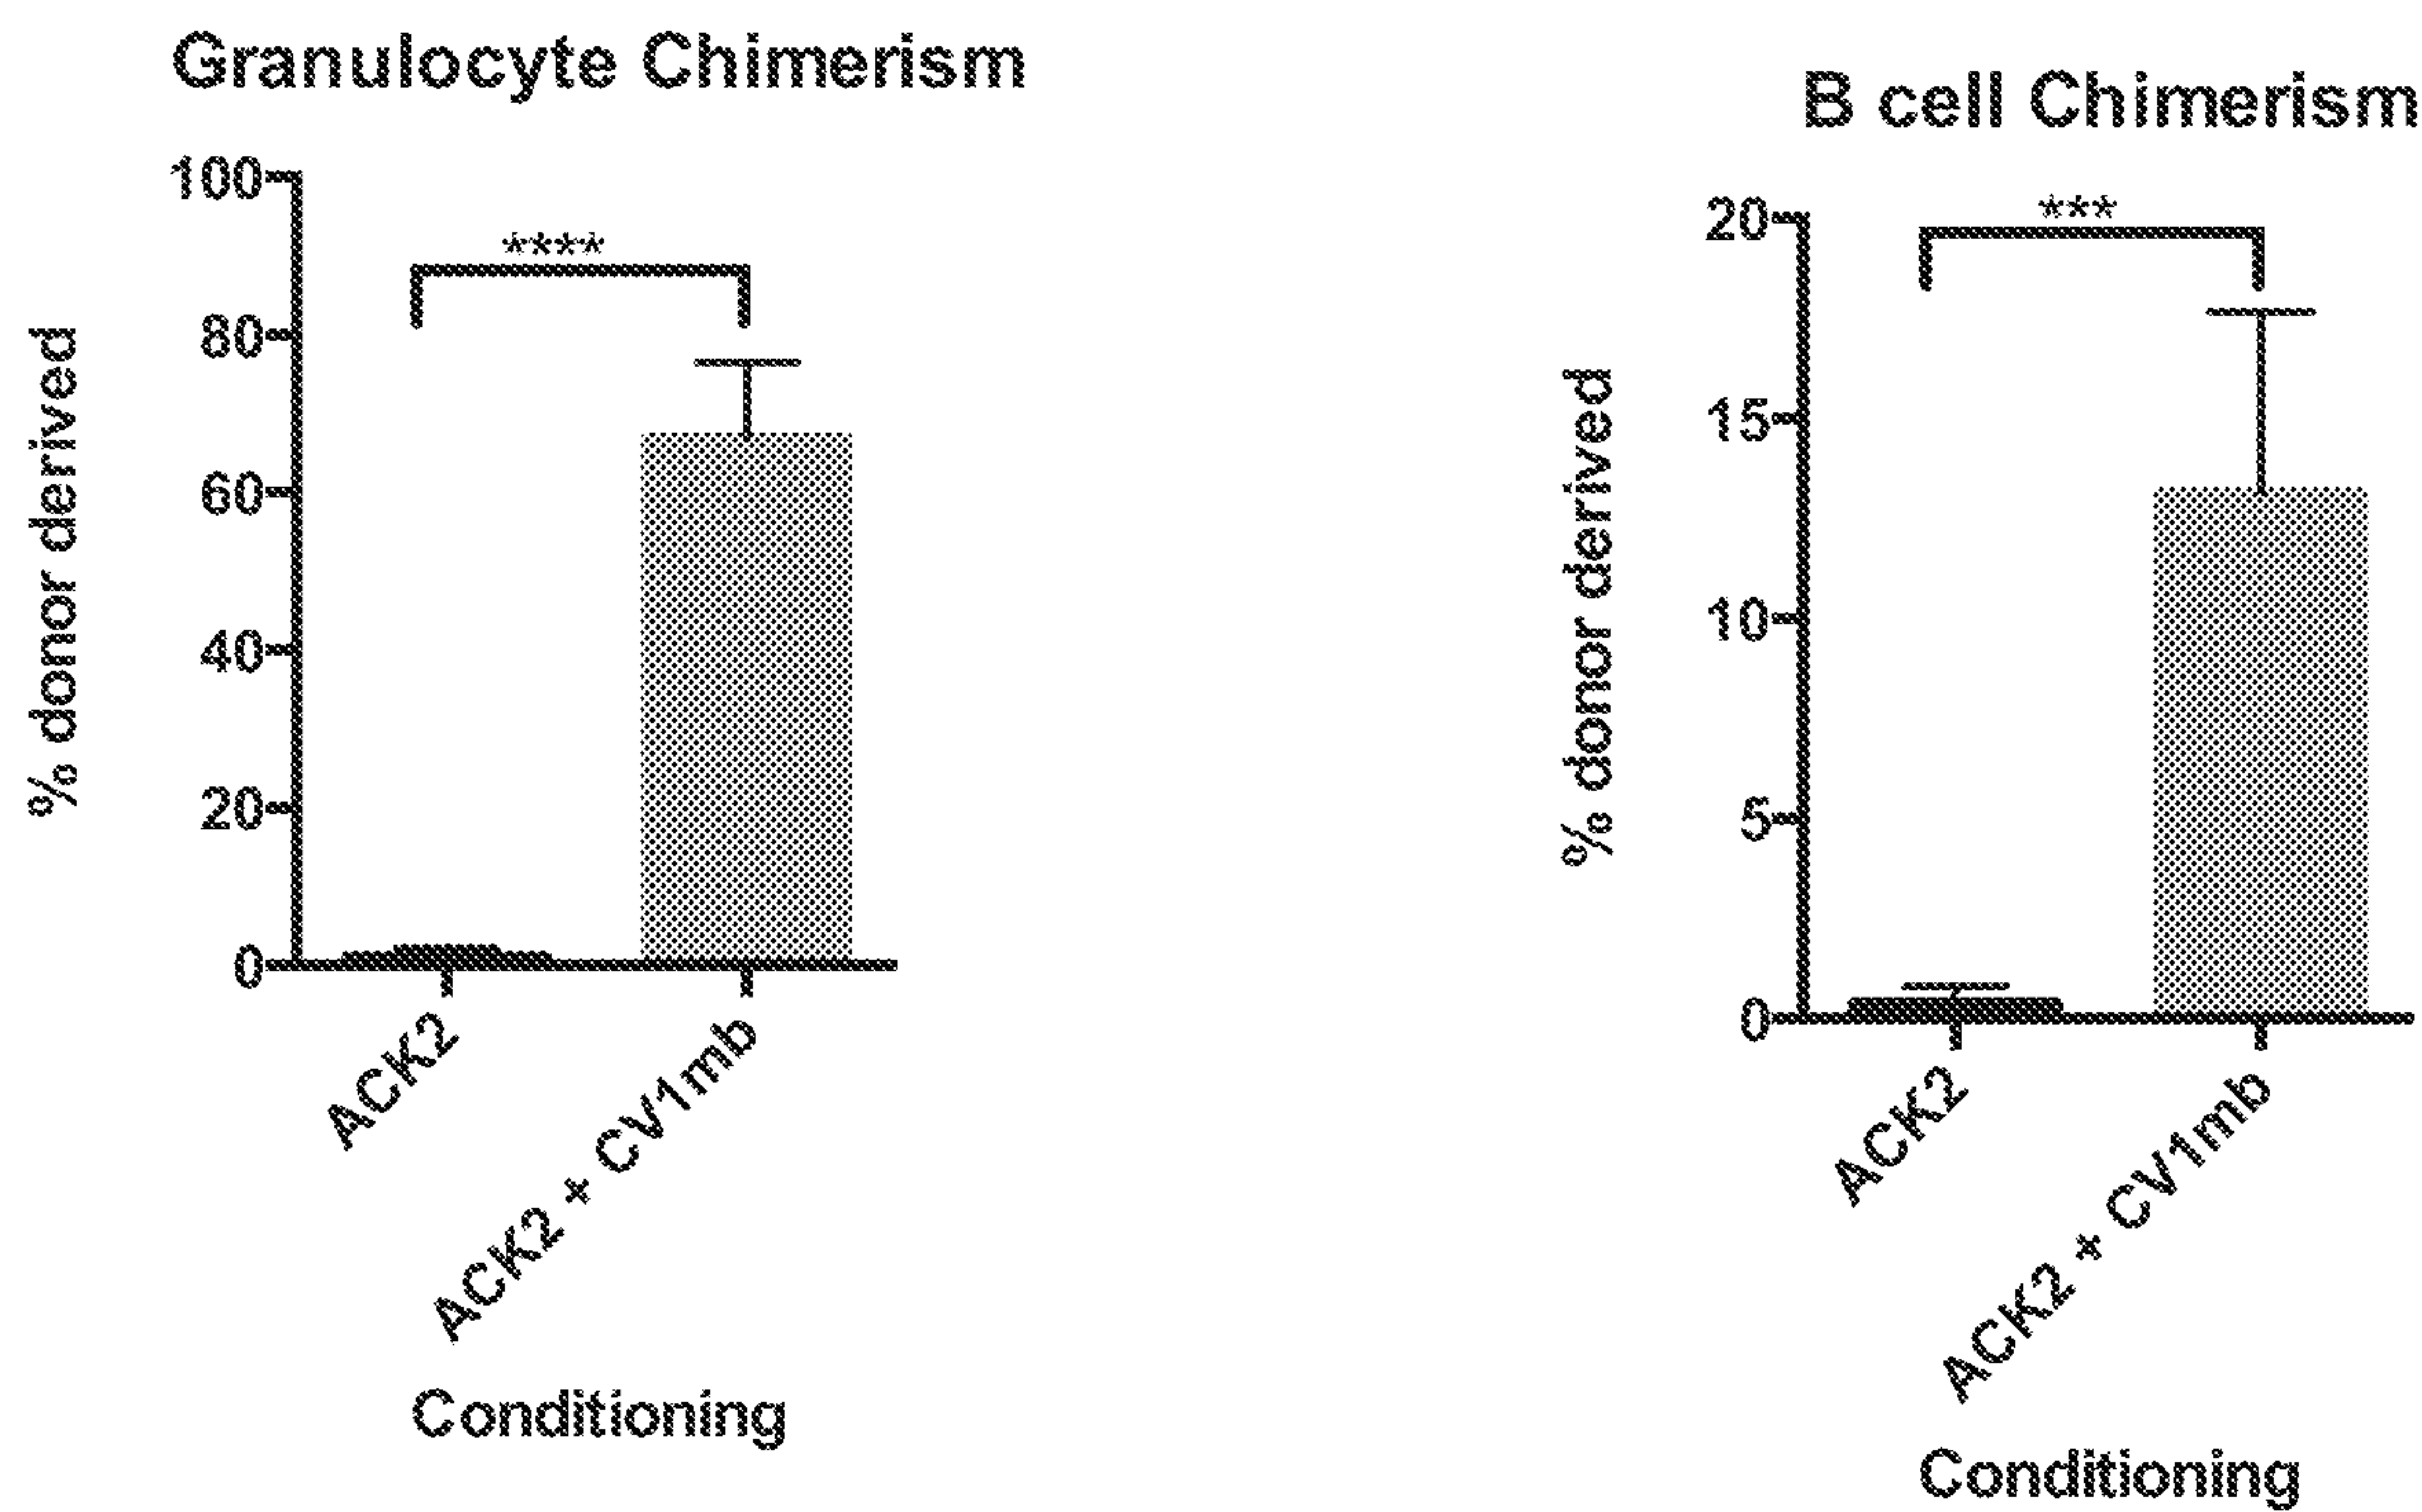 Granulocyte Chimerism
% donor derived
100
80
60
40
20
0
****
ACK2
ACK2 + CV1mb
Conditioning
B cell Chimerism
% donor derived
20
15
10
5
0
***
ACK2
ACK2 + CV1mb
Conditioning